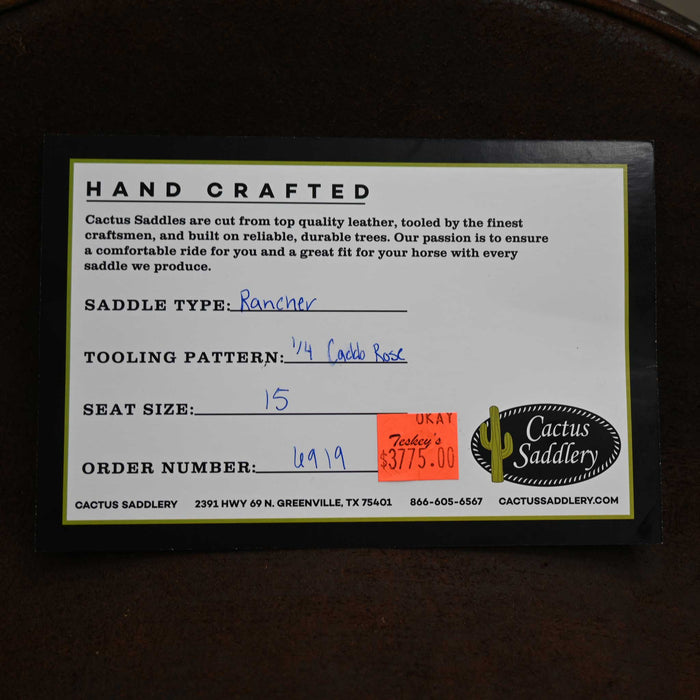 HAND CRAFTED
Cactus Saddles are cut from top quality leather, tooled by the finest
craftsmen, and built on reliable, durable trees. Our passion is to ensure
a comfortable ride for you and a great fit for your horse with every
saddle we produce.
SADDLE TYPE: Rancher
TOOLING PATTERN: 1/4 Caddo Rose
SEAT SIZE: 15
ORDER NUMBER: 6919
OKAY
Teskey's
$3775.00
Cactus
Saddlery
CACTUS SADDLERY 2391 HWY 69 N. GREENVILLE, TX 75401 866-605-6567 CACTUSSADDLERY.COM